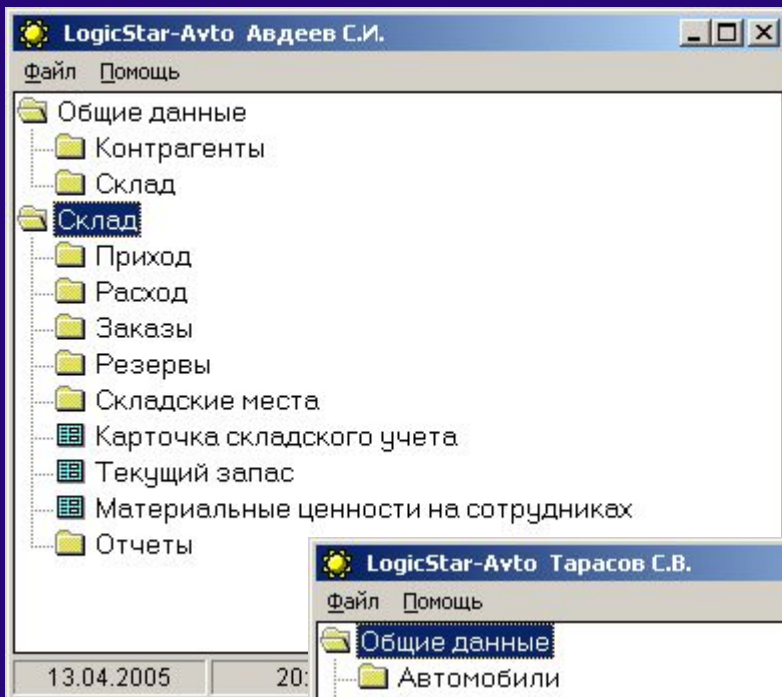 LogicStar-Avto Авдеев С.И.
Файл Помощь
Общие данные
Контрагенты
Склад
Склад
Приход
Расход
Заказы
Резервы
Складские места
Карточка складского учета
Текущий запас
Материальные ценности на сотрудниках
Отчеты
13.04.2005 20:
LogicStar-Avto Тарасов С.В.
Файл Помощь
Общие данные
Автомобили